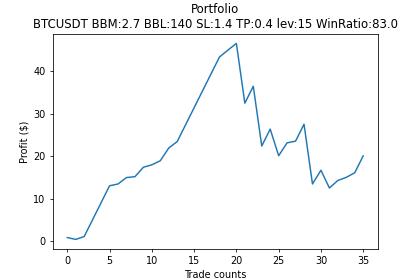 Portfolio
BTCUSDT BBM:2.7 BBL:140 SL:1.4 TP:0.4 lev:15 WinRatio:83.0
40
30
20
10
0
Profit ($)
0 5 10 15 20 25 30 35
Trade counts